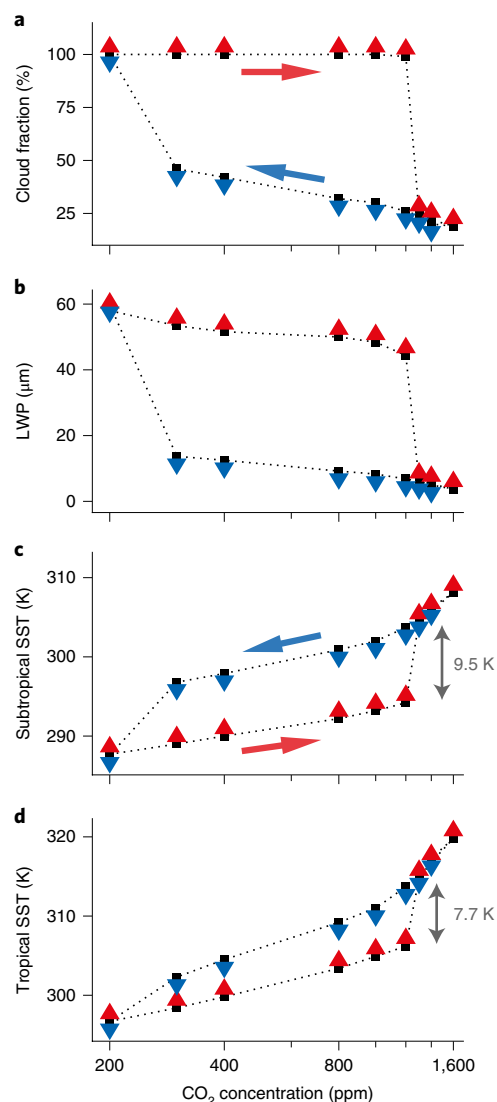 a
100
75
50
25
Cloud fraction (%)
b
60
40
20
0
LWP (μm)
c
310
300
290
Subtropical SST (K)
9.5 K
d
320
310
300
Tropical SST (K)
7.7 K
200 400 800 1,600
CO2 concentration (ppm)